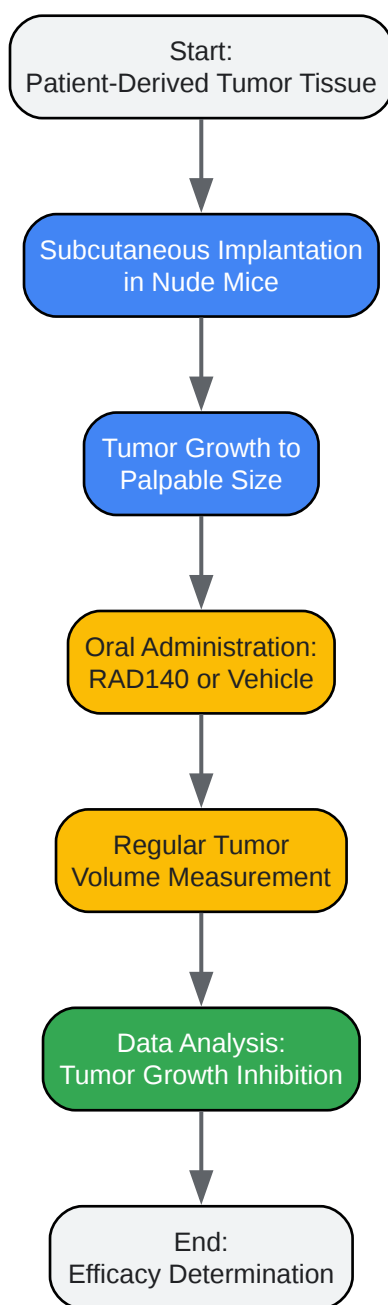 Start:
Patient-Derived Tumor Tissue
Subcutaneous Implantation
in Nude Mice
Tumor Growth to
Palpable Size
Oral Administration:
RAD140 or Vehicle
Regular Tumor
Volume Measurement
Data Analysis:
Tumor Growth Inhibition
End:
Efficacy Determination